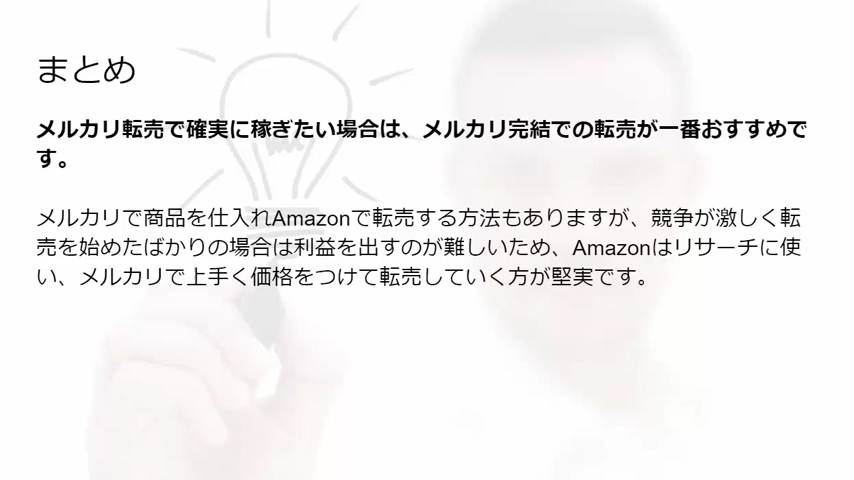 まとめ
メルカリ転売で確実に稼ぎたい場合は、メルカリ完結での転売が一番おすすめで
す。
メルカリで商品を仕入れAmazonで転売する方法もありますが、競争が激しく転
売を始めたばかりの場合は利益を出すのが難しいため、Amazonはリサーチに使
い、メルカリで上手く価格をつけて転売していく方が堅実です。